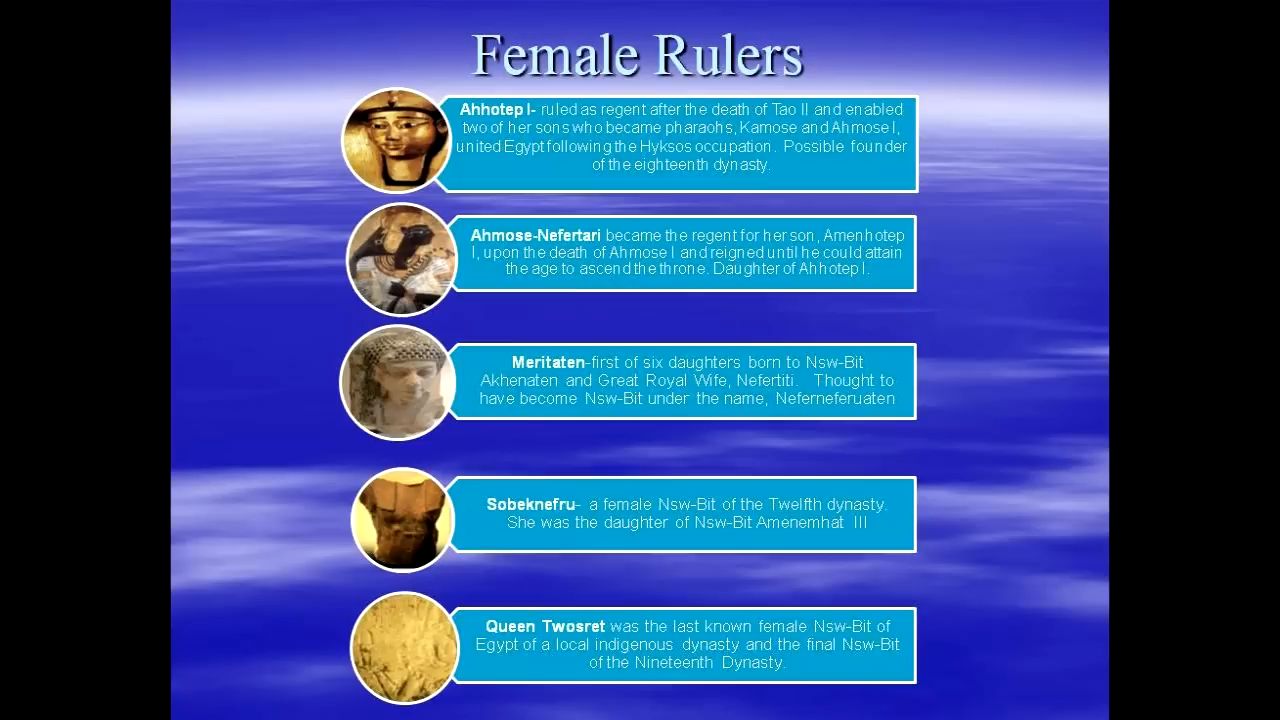 Female Rulers
Ahhotep I- ruled as regent after the death of Tao II and enabled
two of her sons who became pharaohs, Kamose and Ahmose I,
united Egypt following the Hyksos occupation. Possible founder
of the eighteenth dynasty.
Ahmose-Nefertari became the regent for her son, Amenhotep
I, upon the death of Ahmose I and reigned until he could attain
the age to ascend the throne. Daughter of Ahhotep I.
Meritaten-first of six daughters born to Nsw-Bit
Akhenaten and Great Royal Wife, Nefertiti. Thought to
have become Nsw-Bit under the name, Neferneferuaten
Sobeknefru- a female Nsw-Bit of the Twelfth dynasty.
She was the daughter of Nsw-Bit Amenemhat III
Queen Twosret was the last known female Nsw-Bit of
Egypt of a local indigenous dynasty and the final Nsw-Bit
of the Nineteenth Dynasty.